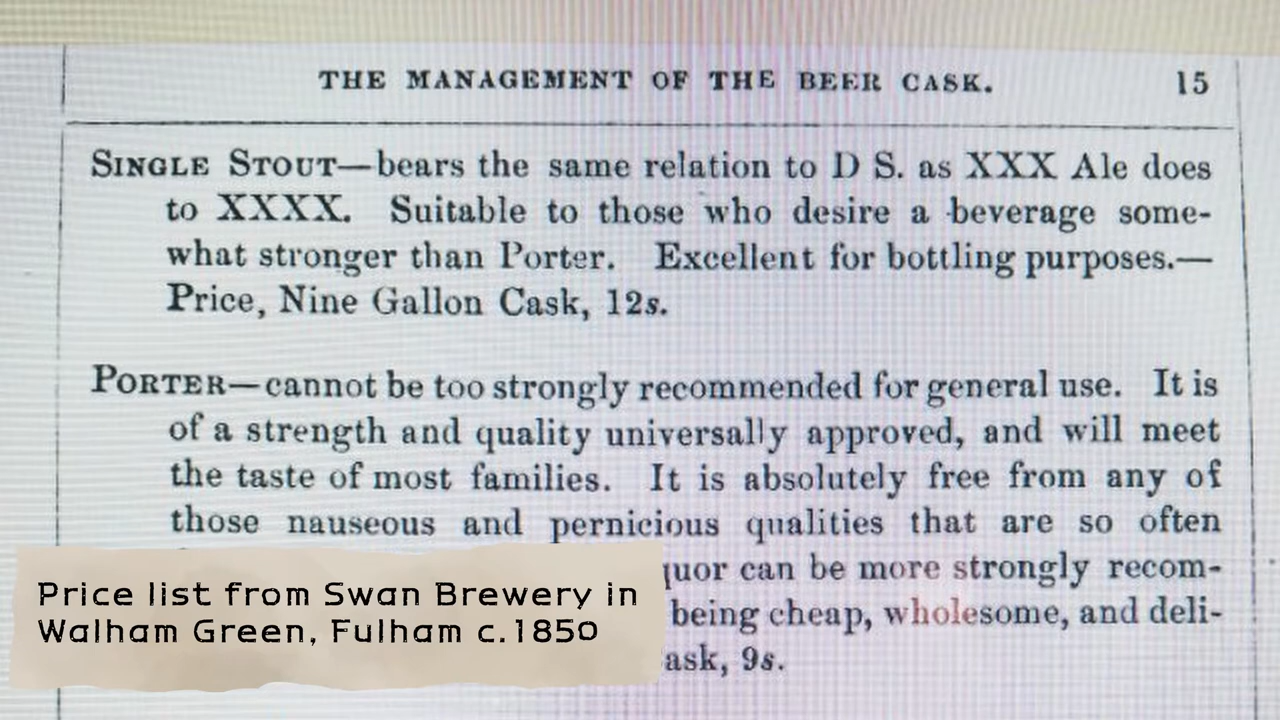 THE MANAGEMENT OF THE BEER CASK. 15
SINGLE STOUT—bears the same relation to D S. as XXX Ale does
to XXXX. Suitable to those who desire a beverage some-
what stronger than Porter. Excellent for bottling purposes.—
Price, Nine Gallon Cask, 12s.
PORTER—cannot be too strongly recommended for general use. It is
of a strength and quality universally approved, and will meet
the taste of most families. It is absolutely free from any of
those nauseous and pernicious qualities that are so often
can be more strongly recom-
being cheap, wholesome, and deli-
9s.
Price list from Swan Brewery in
Walham Green, Fulham c.1850